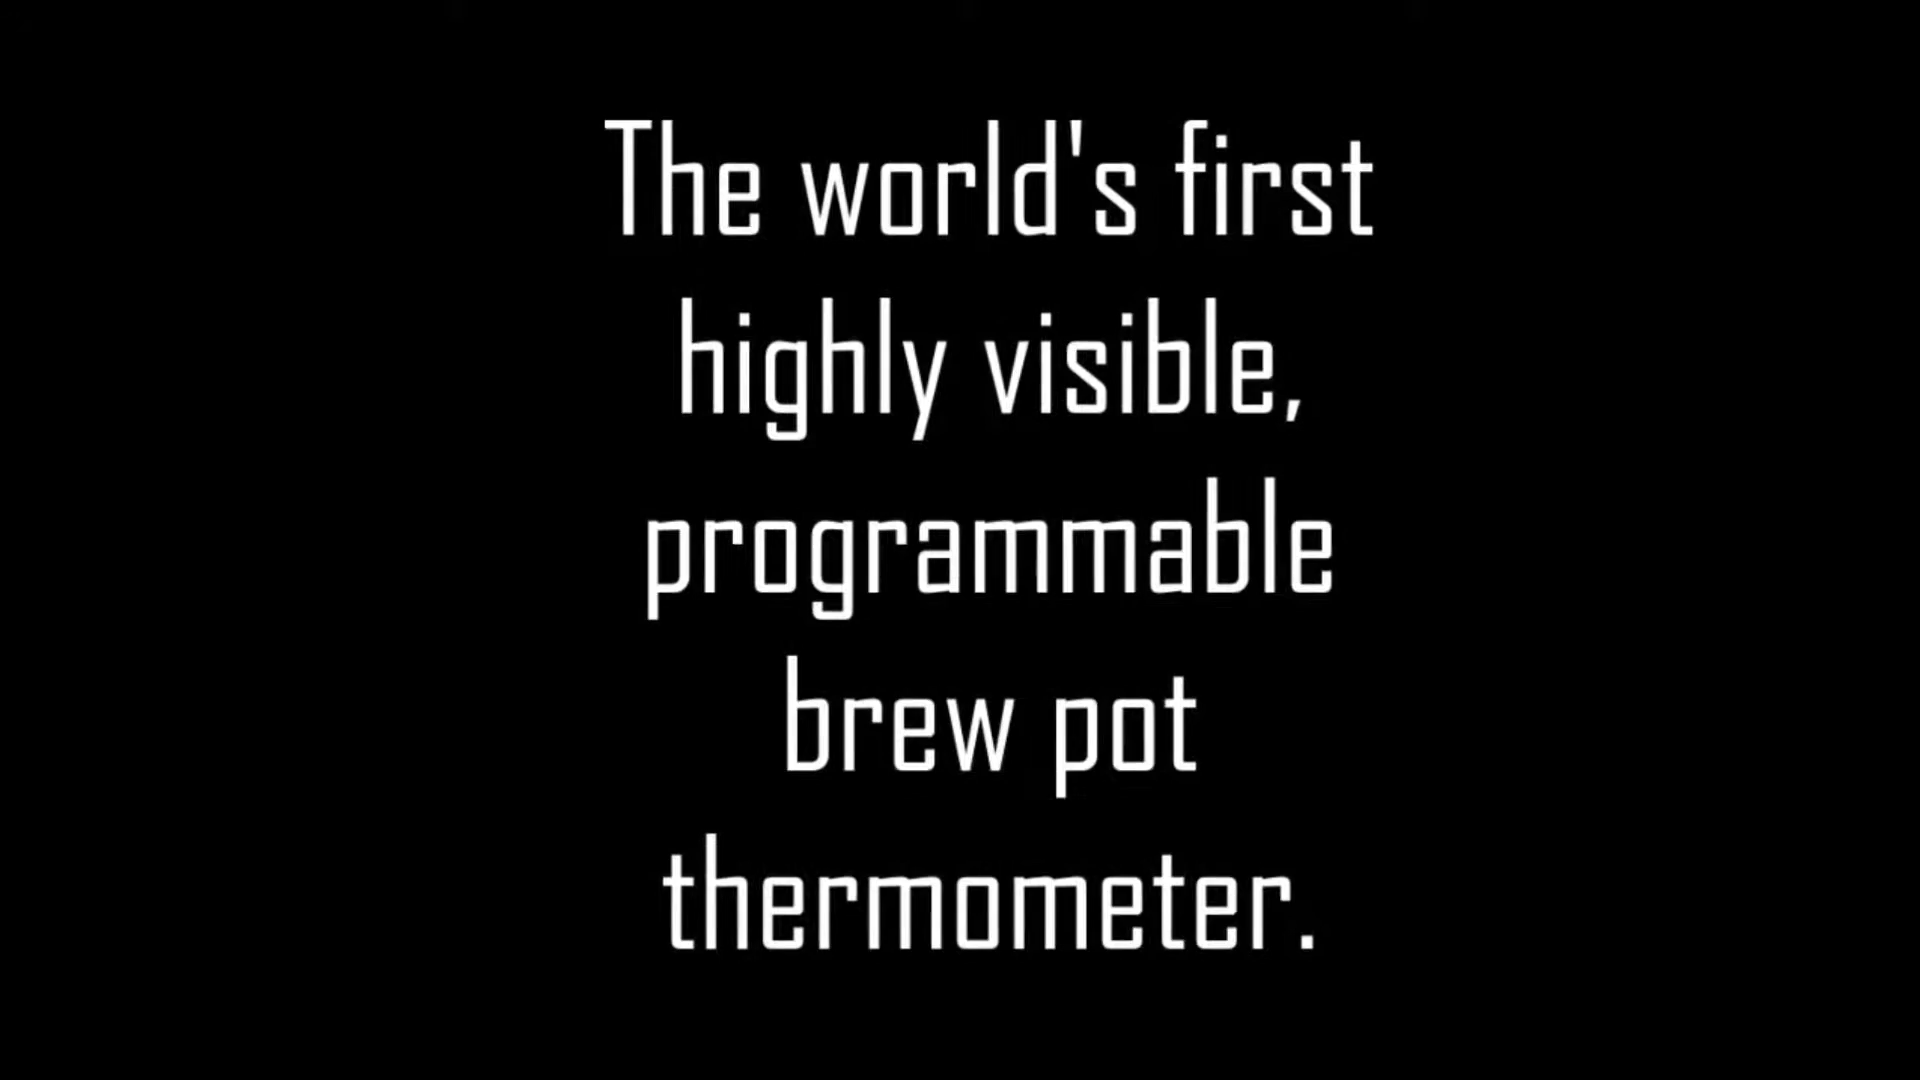 The world's first
highly visible,
programmable
brew pot
thermometer.